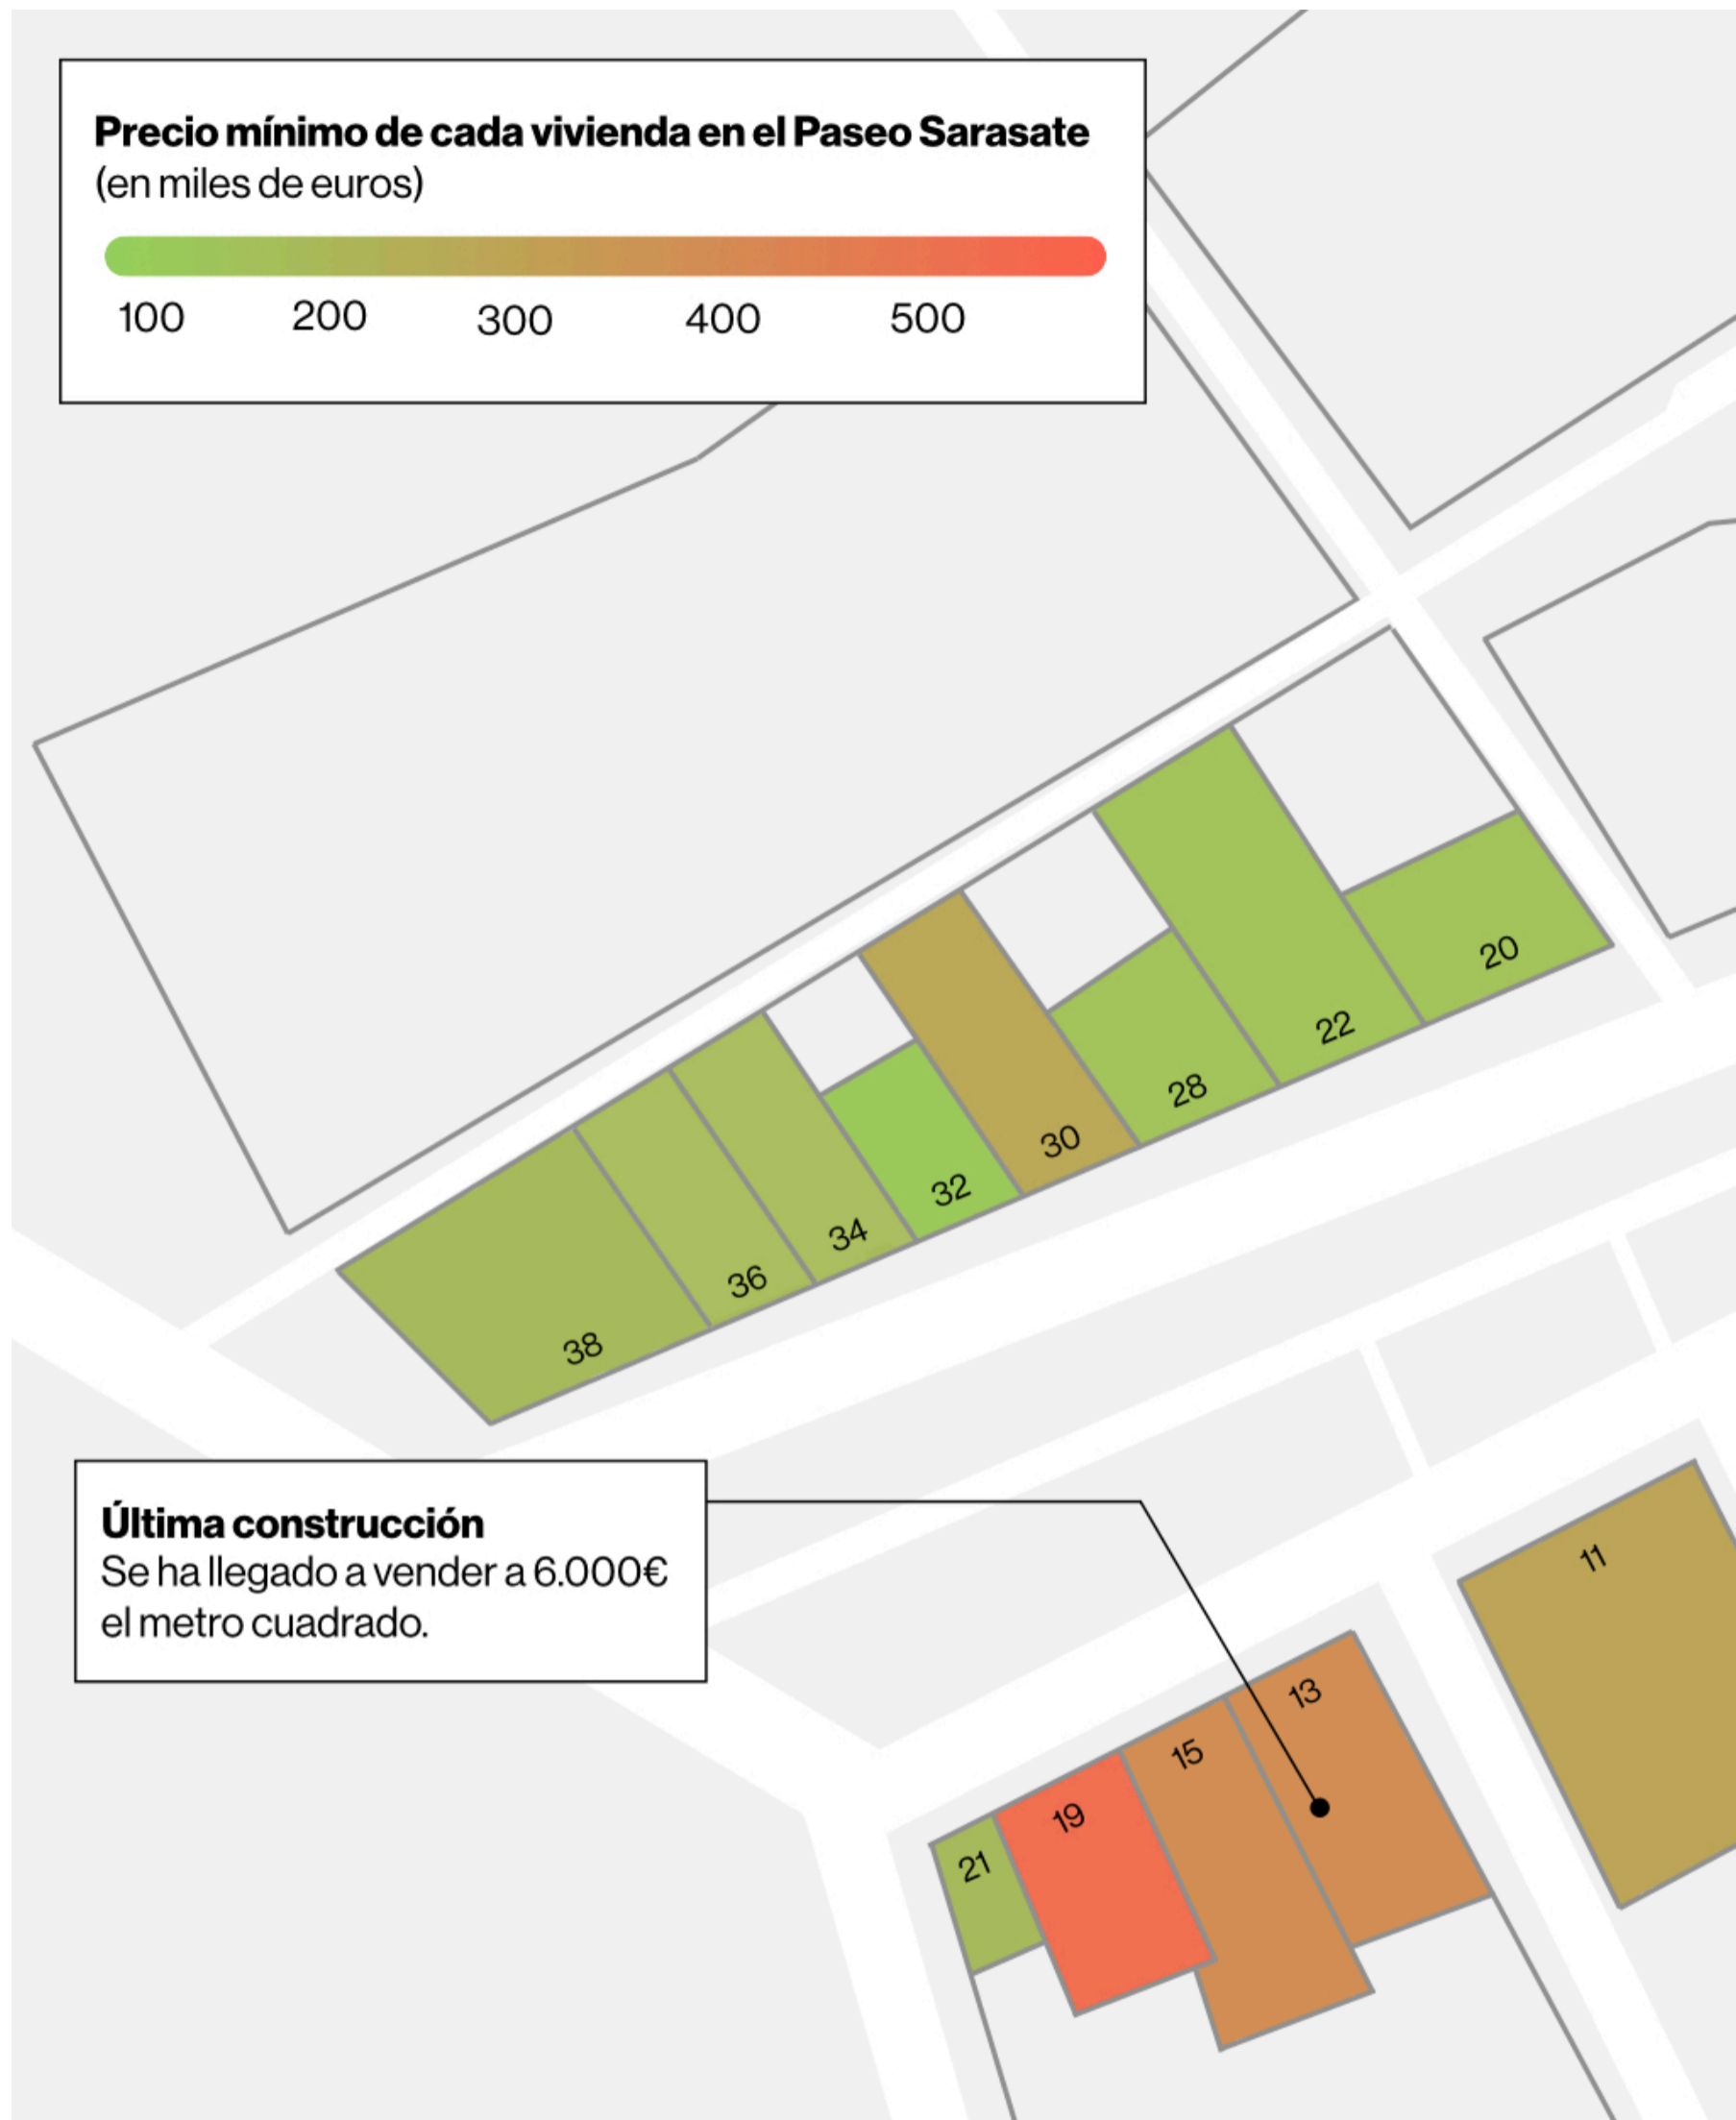 Precio mínimo de cada vivienda en el Paseo Sarasate
(en miles de euros)
100 200 300 400 500
20
22
28
30
32
34
36
38
Última construcción
Se ha llegado a vender a 6.000€
el metro cuadrado.
11
13
15
19
21